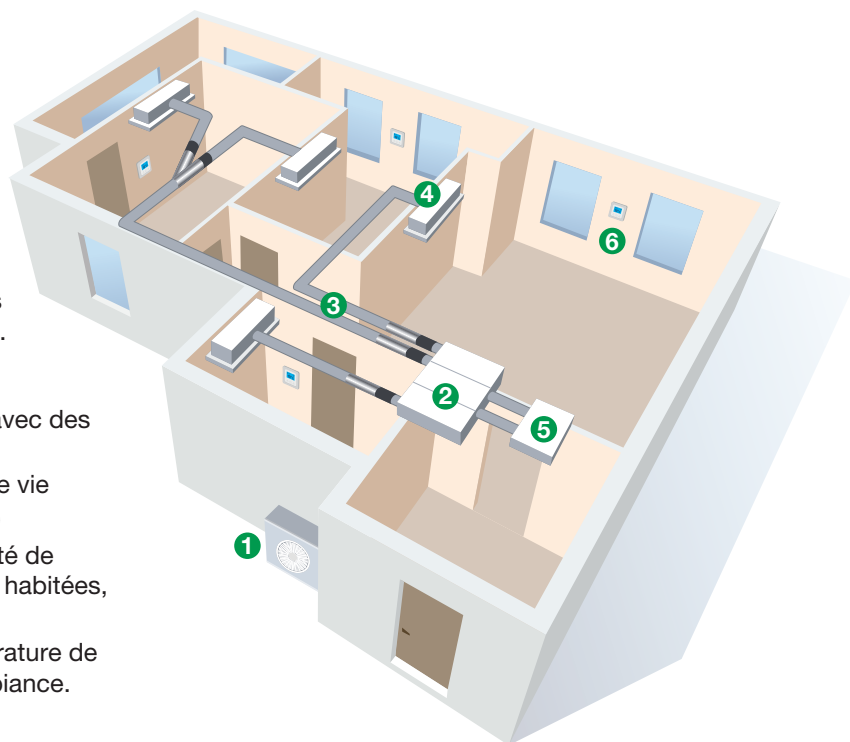 s
.
avec des
e vie
té de
habitées,
rature de
biance.
4
6
3
2
5
1